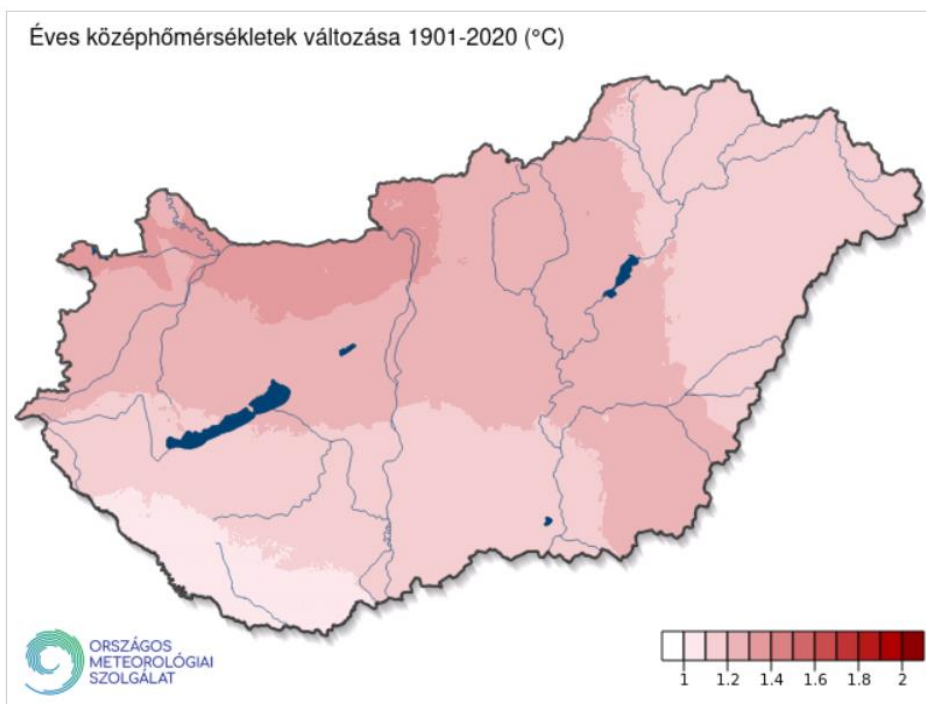 Éves középhőmérsékletek változása 1901-2020 (°C)
ORSZÁGOS
METEOROLÓGIAI
SZOLGÁLAT
1 1.2 1.4 1.6 1.8 2